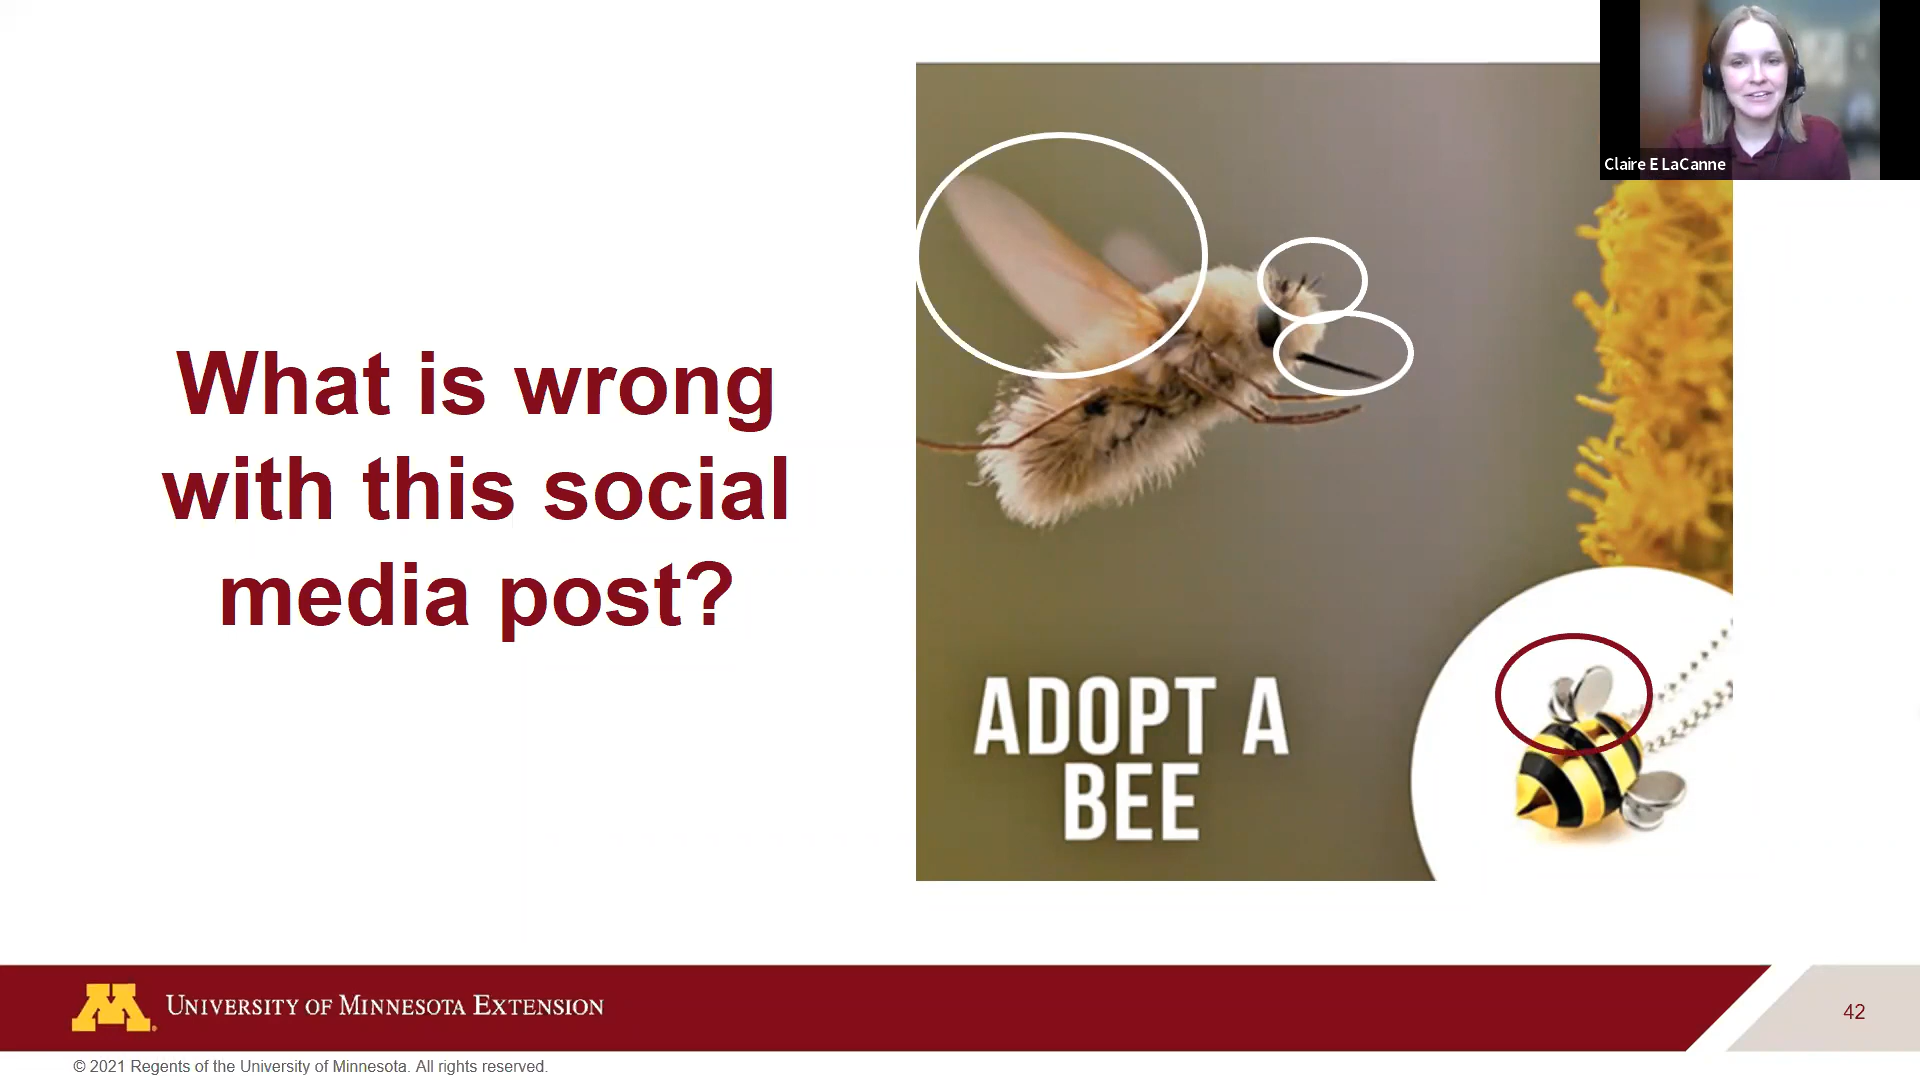 Claire E LaCanne
What is wrong
with this social
media post?
ADOPT A
BEE
UNIVERSITY OF MINNESOTA EXTENSION
42
© 2021 Regents of the University of Minnesota. All rights reserved.